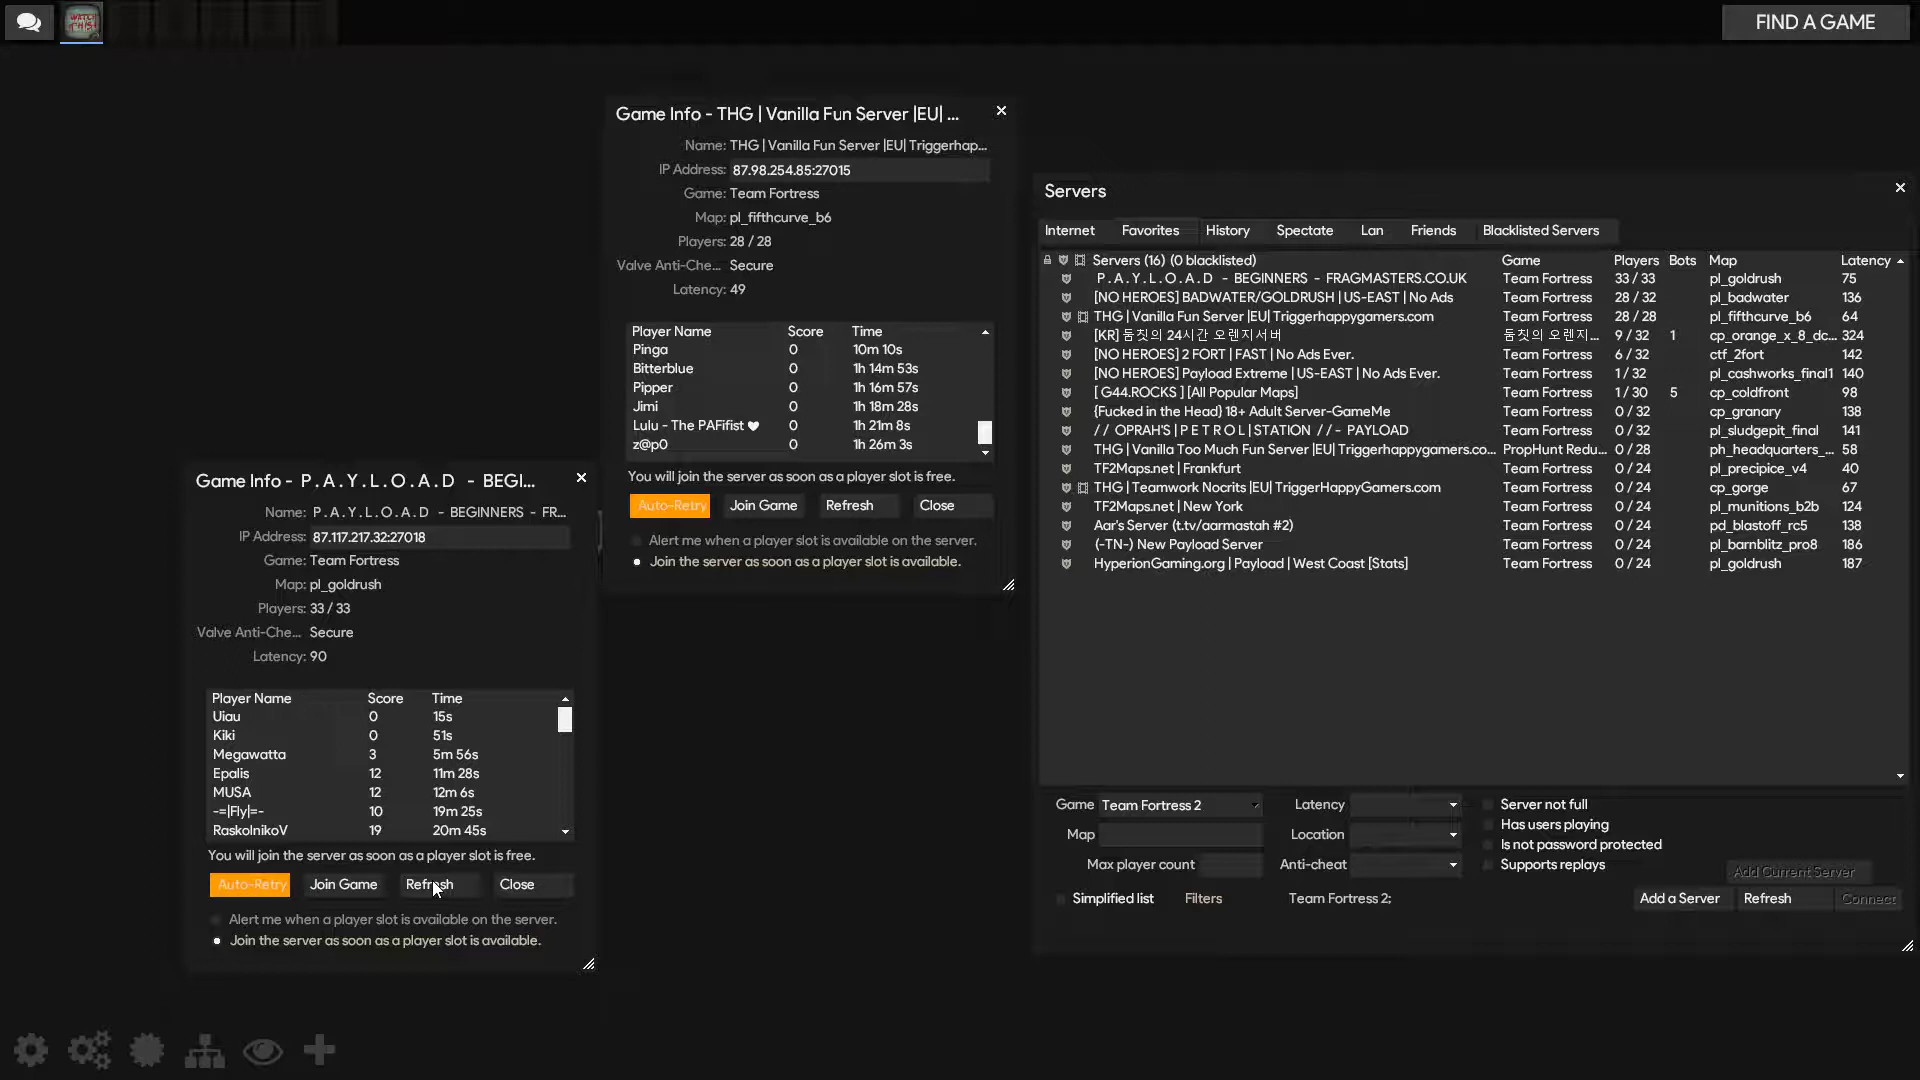 WATCH THIS!
FIND A GAME
Game Info - THG | Vanilla Fun Server |EU| ...
Name: THG | Vanilla Fun Server |EU| Triggerhap...
IP Address: 87.98.254.85:27015
Game: Team Fortress
Map: pl_fifthcurve_b6
Players: 28 / 28
Valve Anti-Che... Secure
Latency: 49
Player Name Score Time
Pinga 0 10m 10s
Bitterblue 0 1h 14m 53s
Pipper 0 1h 16m 57s
Jimi 0 1h 18m 28s
Lulu - The PAFifist ♥ 0 1h 21m 8s
z@p0 0 1h 26m 3s
You will join the server as soon as a player slot is free.
Auto-Retry Join Game Refresh Close
Alert me when a player slot is available on the server.
Join the server as soon as a player slot is available.
Game Info - P.A.Y.L.O.A.D - BEGI...
Name: P.A.Y.L.O.A.D - BEGINNERS - FR...
IP Address: 87.117.217.32:27018
Game: Team Fortress
Map: pl_goldrush
Players: 33 / 33
Valve Anti-Che... Secure
Latency: 90
Player Name Score Time
Uiau 0 15s
Kiki 0 51s
Megawatta 3 5m 56s
Epalis 12 11m 28s
MUSA 12 12m 6s
-=|Fly|=- 10 19m 25s
RaskolnikoV 19 20m 45s
You will join the server as soon as a player slot is free.
Auto-Retry Join Game Refresh Close
Alert me when a player slot is available on the server.
Join the server as soon as a player slot is available.
Servers
Internet Favorites History Spectate Lan Friends Blacklisted Servers
Servers (16) (0 blacklisted) Game Players Bots Map Latency
P.A.Y.L.O.A.D - BEGINNERS - FRAGMASTERS.CO.UK Team Fortress 33 / 33 pl_goldrush 75
[NO HEROES] BADWATER/GOLDRUSH | US-EAST | No Ads Team Fortress 28 / 32 pl_badwater 136
THG | Vanilla Fun Server |EU| Triggerhappygamers.com Team Fortress 28 / 28 pl_fifthcurve_b6 64
[KR] 둠칫의 24시간 오렌지서버 둠칫의 오렌지... 9 / 32 1 cp_orange_x_8_dc... 324
[NO HEROES] 2 FORT | FAST | No Ads Ever. Team Fortress 6 / 32 ctf_2fort 142
[NO HEROES] Payload Extreme | US-EAST | No Ads Ever. Team Fortress 1 / 32 pl_cashworks_final1 140
[ G44.ROCKS ] [All Popular Maps] Team Fortress 1 / 30 5 cp_coldfront 98
{Fucked in the Head} 18+ Adult Server-GameMe Team Fortress 0 / 32 cp_granary 138
// OPRAH'S | P E T R O L | STATION // - PAYLOAD Team Fortress 0 / 32 pl_sludgepit_final 141
THG | Vanilla Too Much Fun Server |EU| Triggerhappygamers.co... PropHunt Redu... 0 / 28 ph_headquarters_... 58
TF2Maps.net | Frankfurt Team Fortress 0 / 24 pl_precipice_v4 40
THG | Teamwork Nocrits |EU| TriggerHappyGamers.com Team Fortress 0 / 24 cp_gorge 67
TF2Maps.net | New York Team Fortress 0 / 24 pl_munitions_b2b 124
Aar's Server (t.tv/aarmastah #2) Team Fortress 0 / 24 pd_blastoff_rc5 138
(-TN-) New Payload Server Team Fortress 0 / 24 pl_barnblitz_pro8 186
HyperionGaming.org | Payload | West Coast [Stats] Team Fortress 0 / 24 pl_goldrush 187
Game Team Fortress 2 Latency Server not full
Has users playing
Map Location Is not password protected
Max player count Anti-cheat Supports replays
Add Current Server
Simplified list Filters Team Fortress 2; Add a Server Refresh Connect